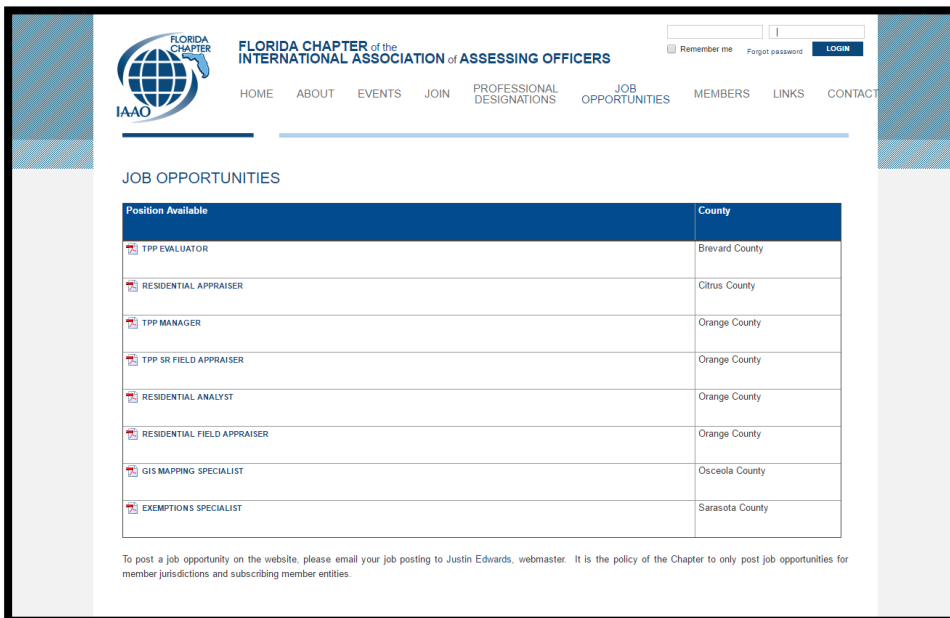 FLORIDA
CHAPTER
IAAO
FLORIDA CHAPTER of the
INTERNATIONAL ASSOCIATION of ASSESSING OFFICERS
Remember me Forgot password LOGIN
HOME ABOUT EVENTS JOIN PROFESSIONAL DESIGNATIONS JOB OPPORTUNITIES MEMBERS LINKS CONTACT
JOB OPPORTUNITIES
Position Available County
TPP EVALUATOR Brevard County
RESIDENTIAL APPRAISER Citrus County
TPP MANAGER Orange County
TPP SR FIELD APPRAISER Orange County
RESIDENTIAL ANALYST Orange County
RESIDENTIAL FIELD APPRAISER Orange County
GIS MAPPING SPECIALIST Osceola County
EXEMPTIONS SPECIALIST Sarasota County
To post a job opportunity on the website, please email your job posting to Justin Edwards, webmaster. It is the policy of the Chapter to only post job opportunities for
member jurisdictions and subscribing member entities.